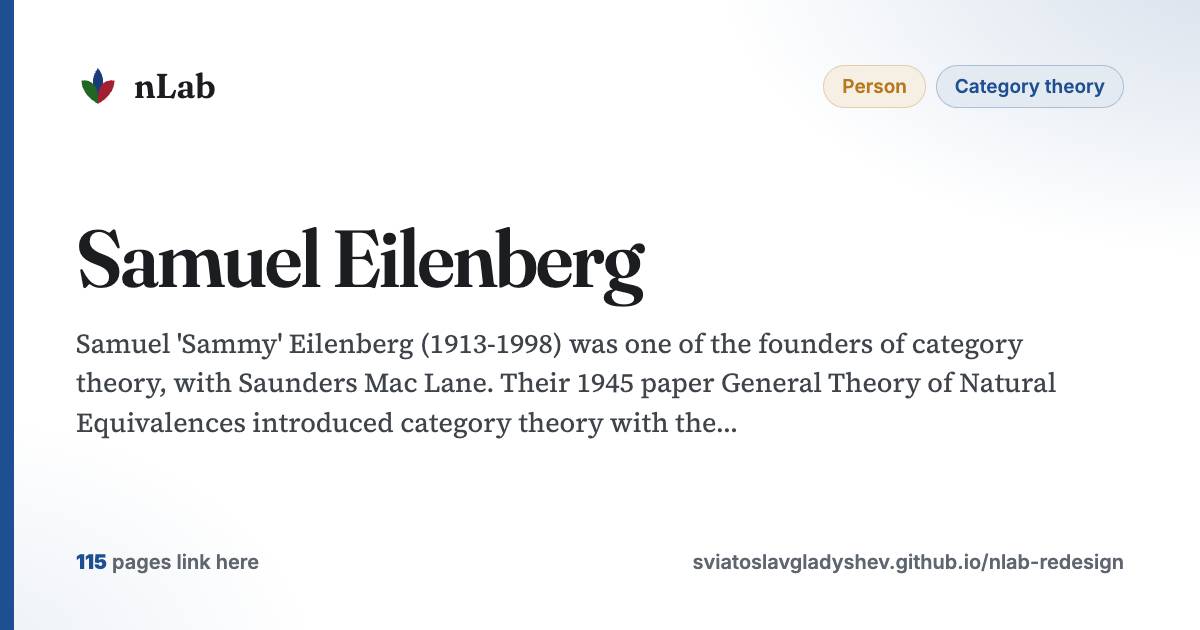 nLab
Person
Category theory
Samuel Eilenberg
Samuel 'Sammy' Eilenberg (1913-1998) was one of the founders of category
theory, with Saunders Mac Lane. Their 1945 paper General Theory of Natural
Equivalences introduced category theory with the...
115 pages link here
sviatoslavgladyshev.github.io/nlab-redesign